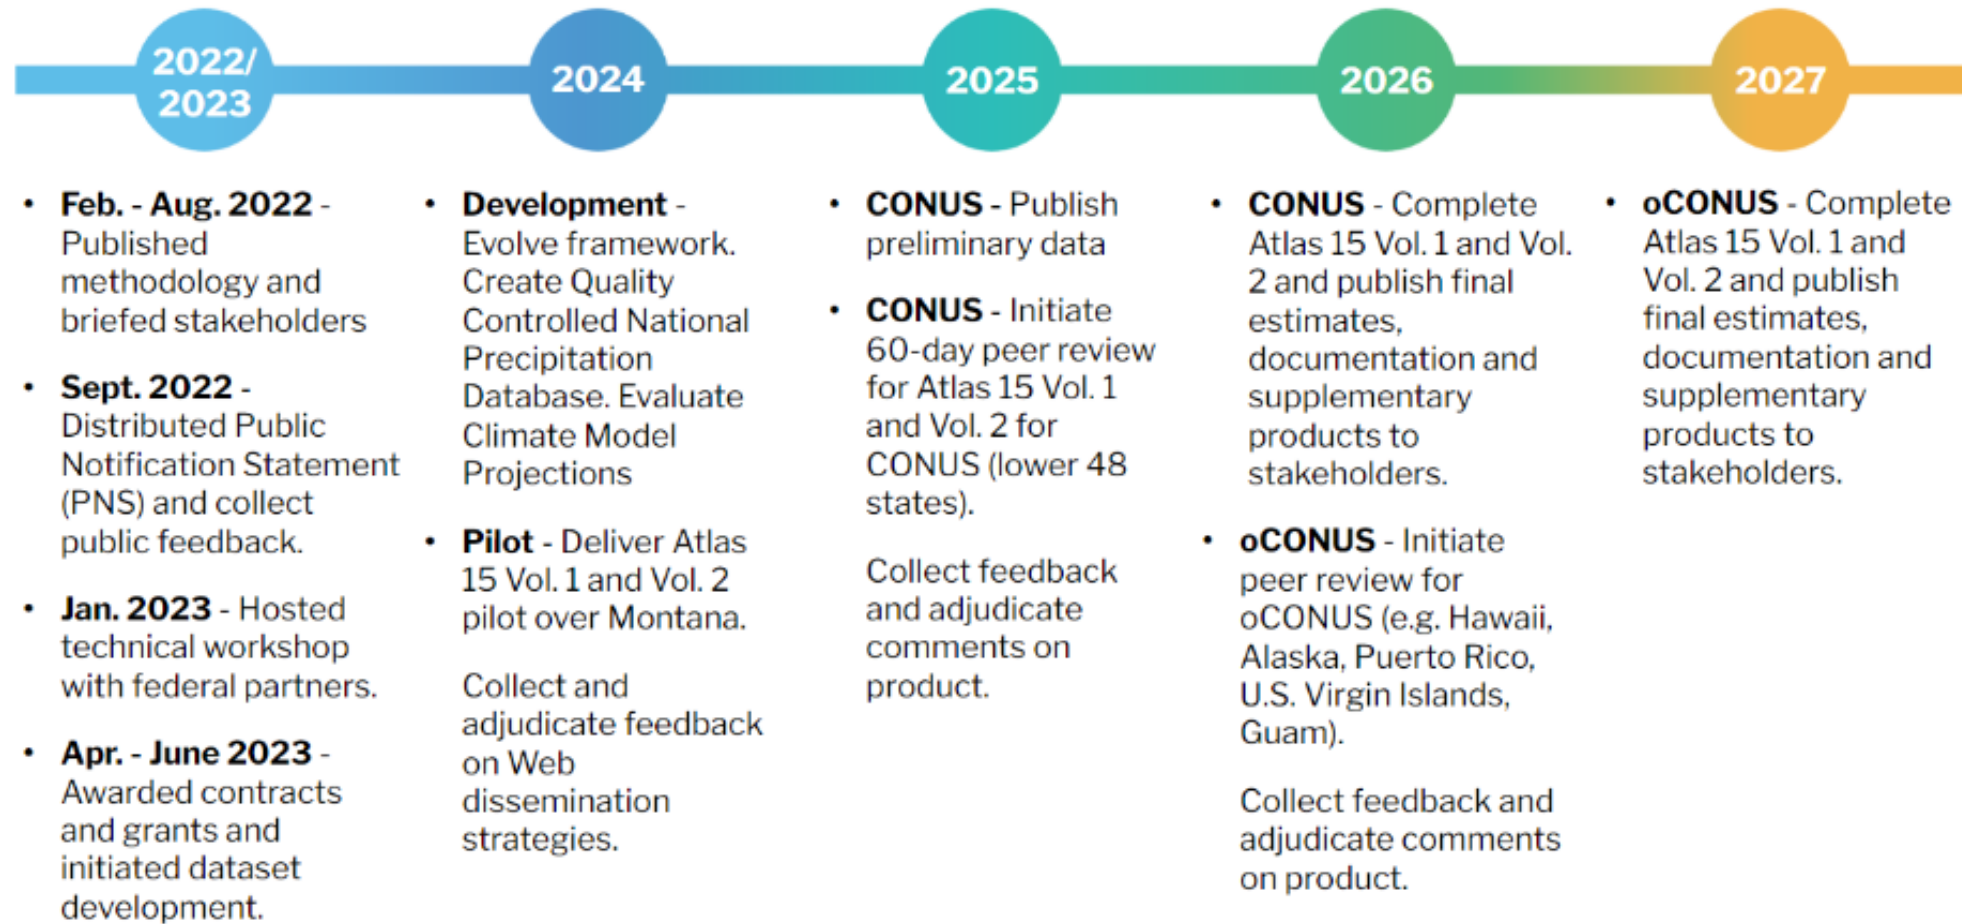 2022/
2023
2024
2025
2026
2027
• Feb. - Aug. 2022 -
Published
methodology and
briefed stakeholders
• Sept. 2022 -
Distributed Public
Notification Statement
(PNS) and collect
public feedback.
• Jan. 2023 - Hosted
technical workshop
with federal partners.
• Apr. - June 2023 -
Awarded contracts
and grants and
initiated dataset
development.
• Development -
Evolve framework.
Create Quality
Controlled National
Precipitation
Database. Evaluate
Climate Model
Projections
• Pilot - Deliver Atlas
15 Vol. 1 and Vol. 2
pilot over Montana.
Collect and
adjudicate feedback
on Web
dissemination
strategies.
• CONUS - Publish
preliminary data
• CONUS - Initiate
60-day peer review
for Atlas 15 Vol. 1
and Vol. 2 for
CONUS (lower 48
states).
Collect feedback
and adjudicate
comments on
product.
• CONUS - Complete
Atlas 15 Vol. 1 and Vol.
2 and publish final
estimates,
documentation and
supplementary
products to
stakeholders.
• oCONUS - Initiate
peer review for
oCONUS (e.g. Hawaii,
Alaska, Puerto Rico,
U.S. Virgin Islands,
Guam).
Collect feedback and
adjudicate comments
on product.
• oCONUS - Complete
Atlas 15 Vol. 1 and
Vol. 2 and publish
final estimates,
documentation and
supplementary
products to
stakeholders.